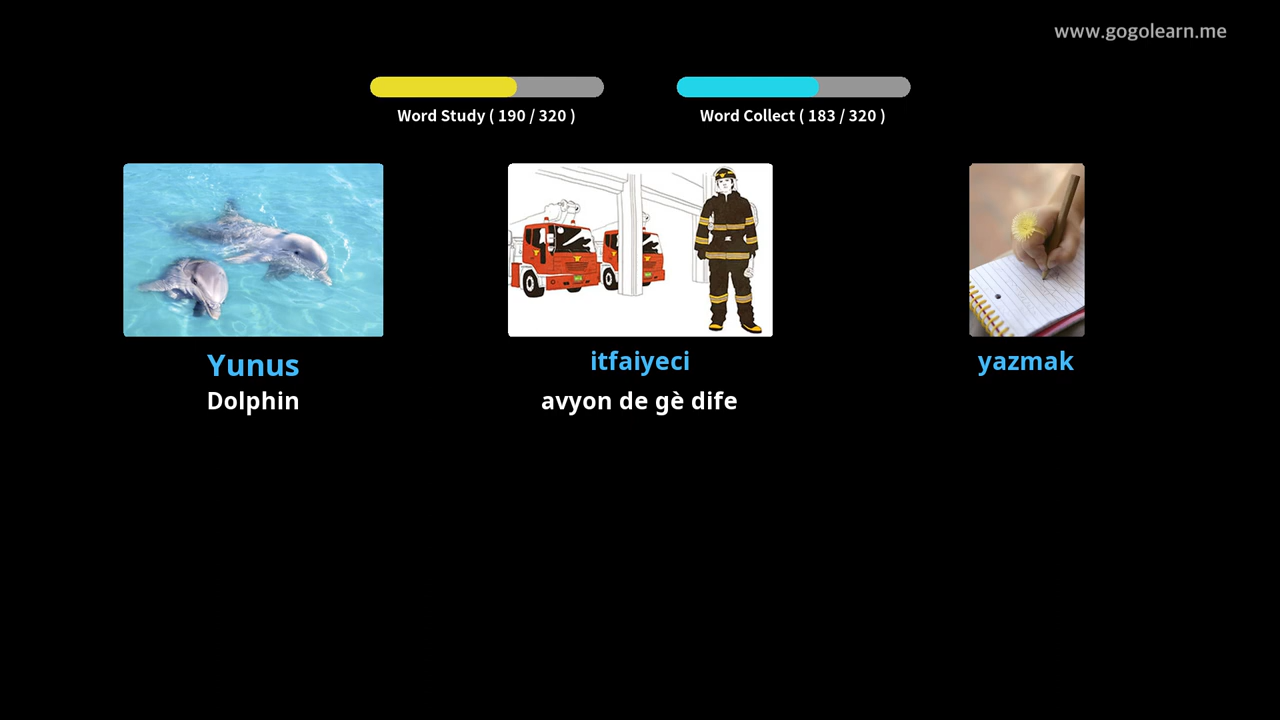 www.gogolearn.me
Word Study ( 190 / 320 )
Word Collect ( 183 / 320 )
Yunus
Dolphin
itfaiyeci
avyon de gè dife
yazmak